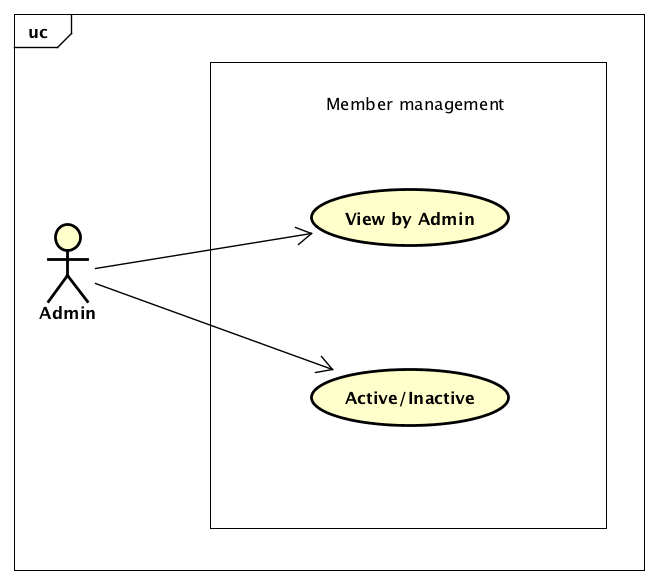 uc
Member management
View by Admin
Admin
Active/Inactive